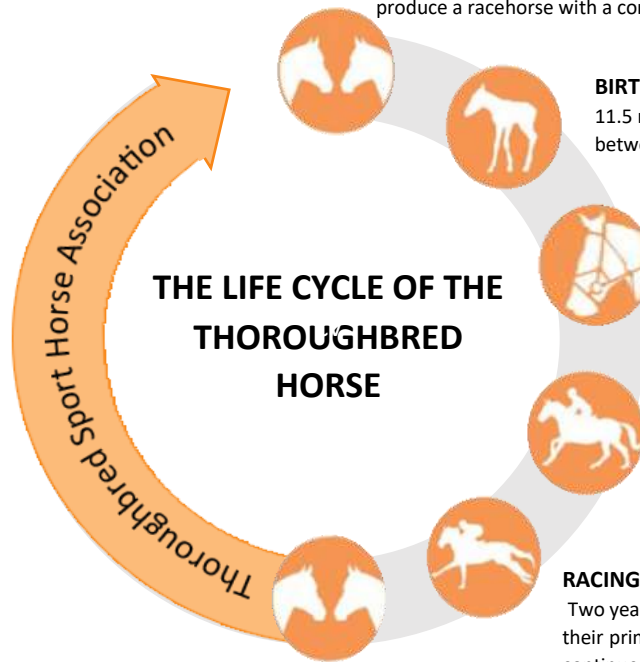 produce a racehorse with a co
BIRT
11.5
betwe
Thoroughbred Sport Horse Association
THE LIFE CYCLE OF THE
THOROUGHBRED
HORSE
RACING
Two yea
their prin